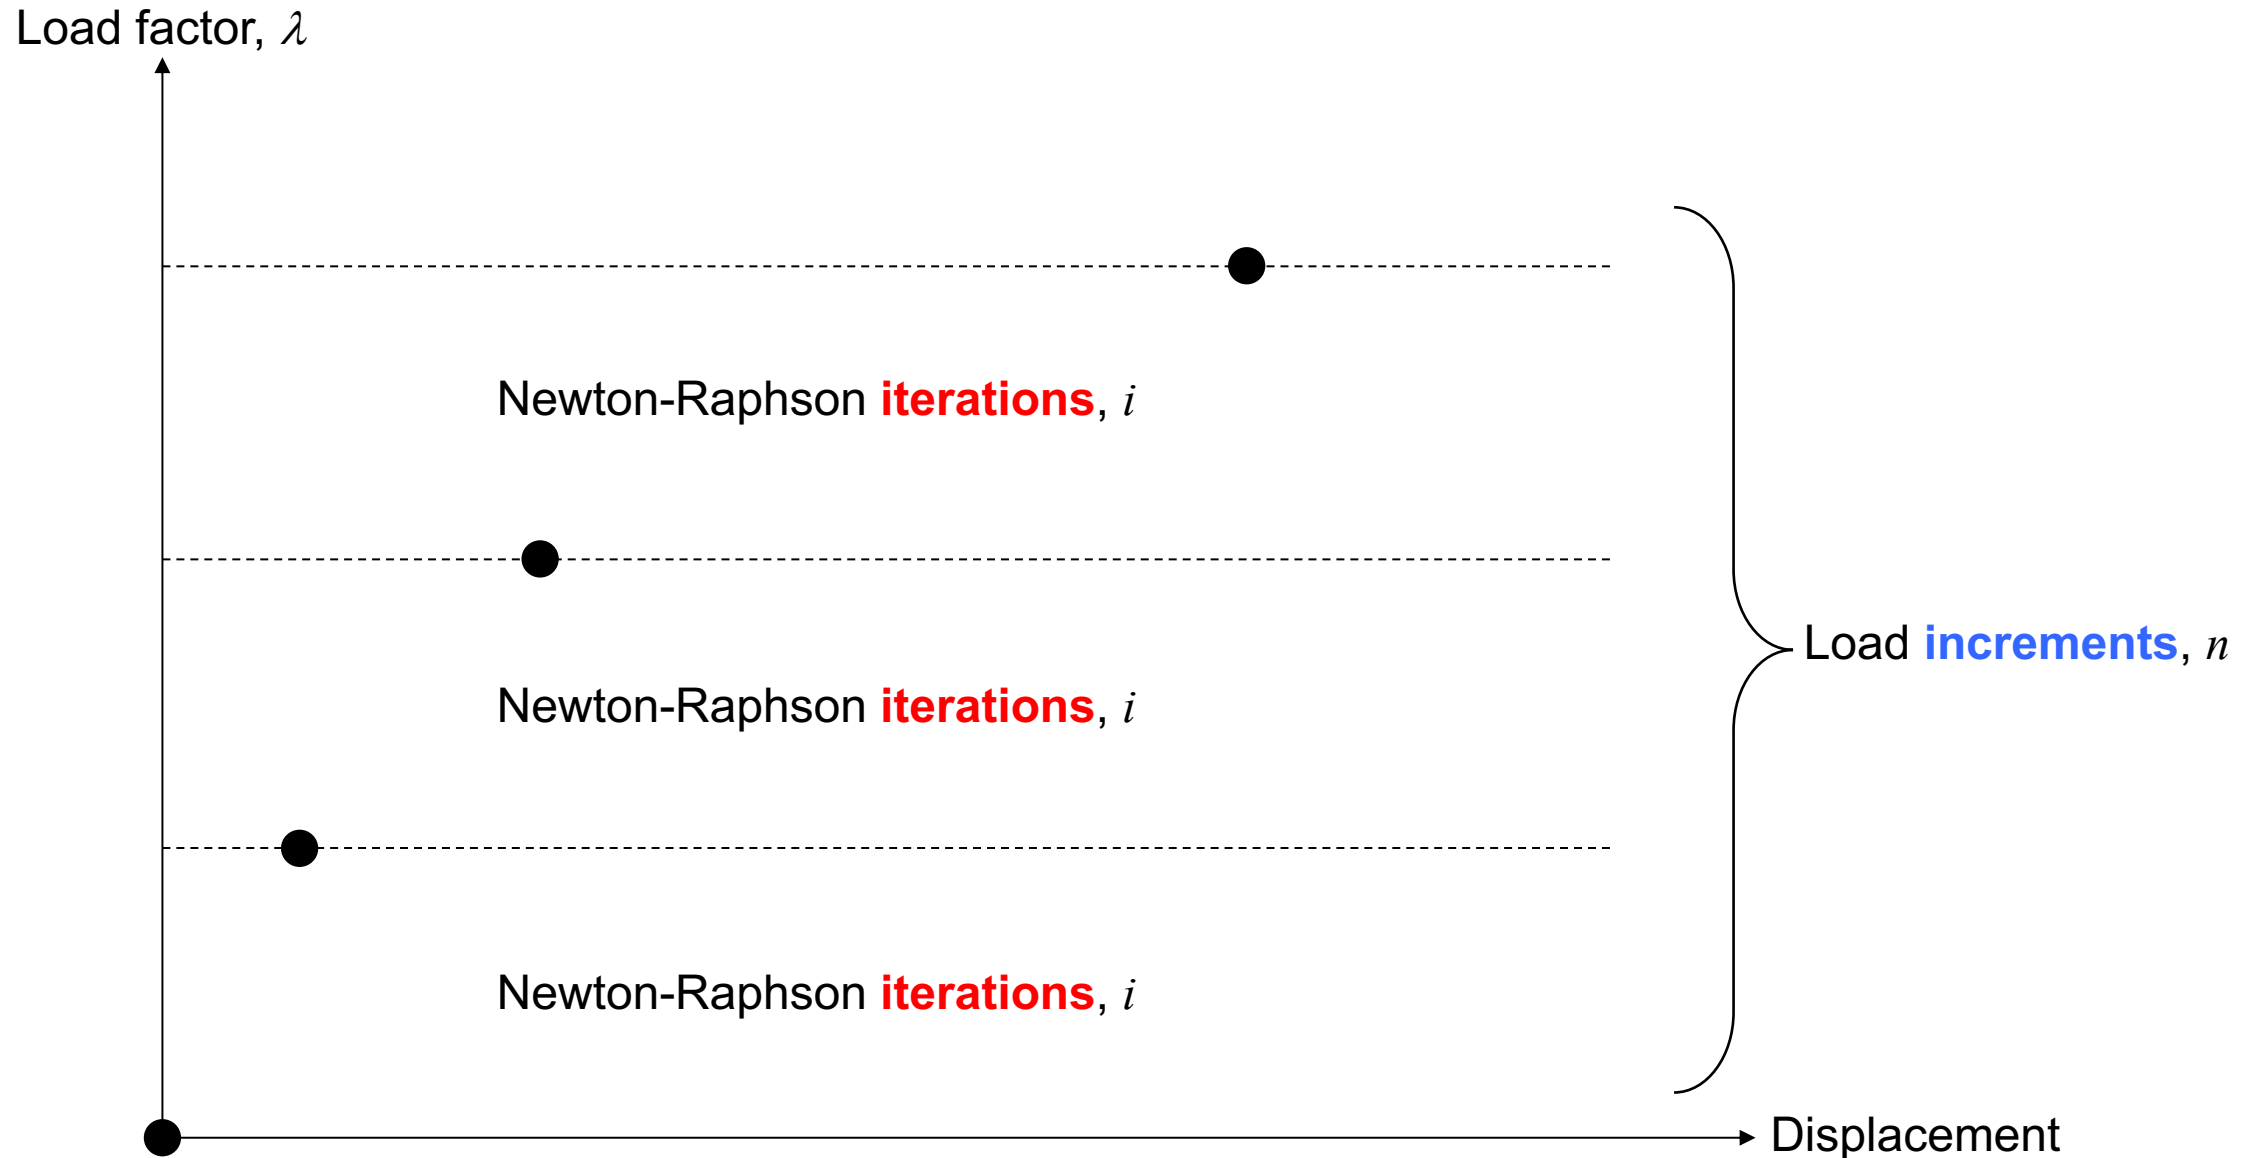 Load factor, λ
Newton-Raphson iterations, i
Newton-Raphson iterations, i
Load increments, n
Newton-Raphson iterations, i
Displacement